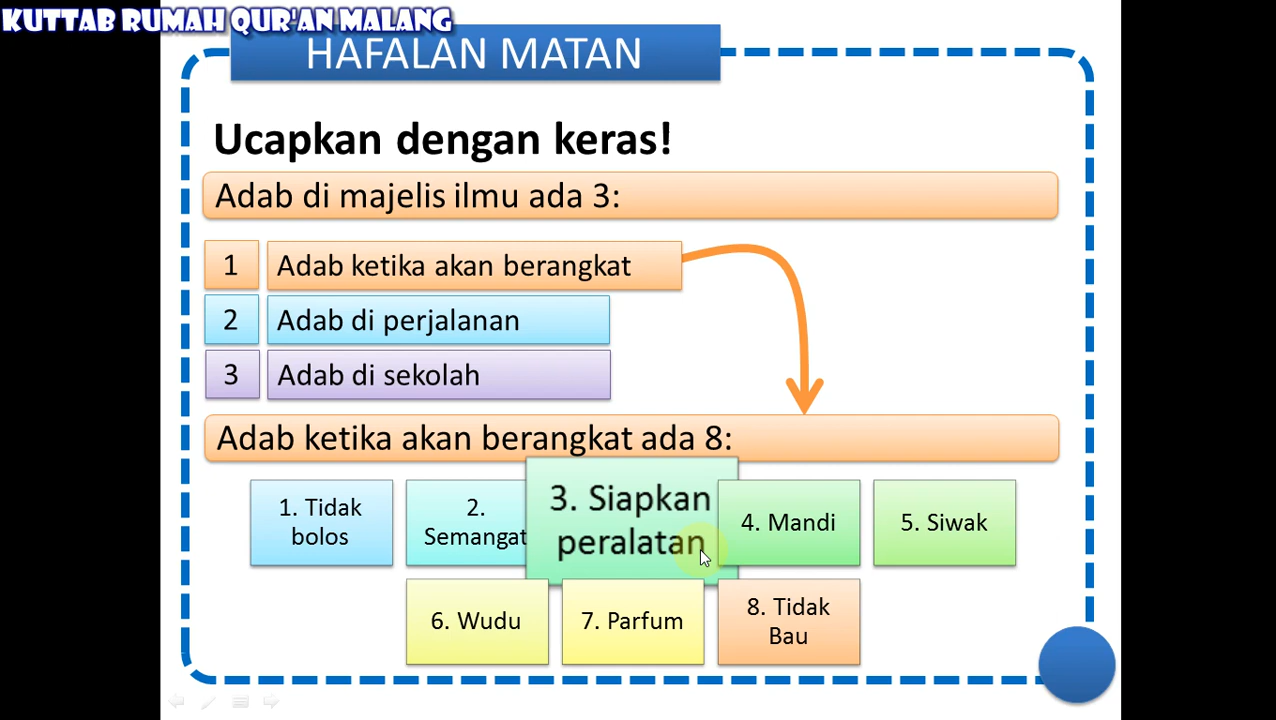 KUTTAB RUMAH QUR'AN MALANG
HAFALAN MATAN
Ucapkan dengan keras!
Adab di majelis ilmu ada 3:
1 Adab ketika akan berangkat
2 Adab di perjalanan
3 Adab di sekolah
Adab ketika akan berangkat ada 8:
1. Tidak
bolos
2.
Semangat
3. Siapkan
peralatan
4. Mandi
5. Siwak
6. Wudu
7. Parfum
8. Tidak
Bau